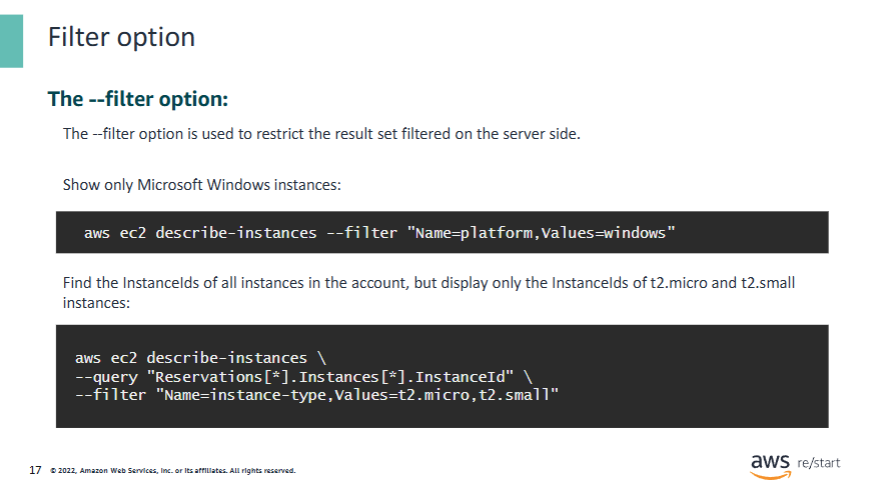 Filter option
The --filter option:
The --filter option is used to restrict the result set filtered on the server side.
Show only Microsoft Windows instances:
aws ec2 describe-instances --filter "Name=platform,Values=windows"
Find the InstanceIds of all instances in the account, but display only the InstanceIds of t2.micro and t2.small
instances:
aws ec2 describe-instances \
--query "Reservations[*].Instances[*].InstanceId" \
--filter "Name=instance-type,Values=t2.micro,t2.small"
17 © 2022, Amazon Web Services, Inc. or its affiliates. All rights reserved.
aws re/start